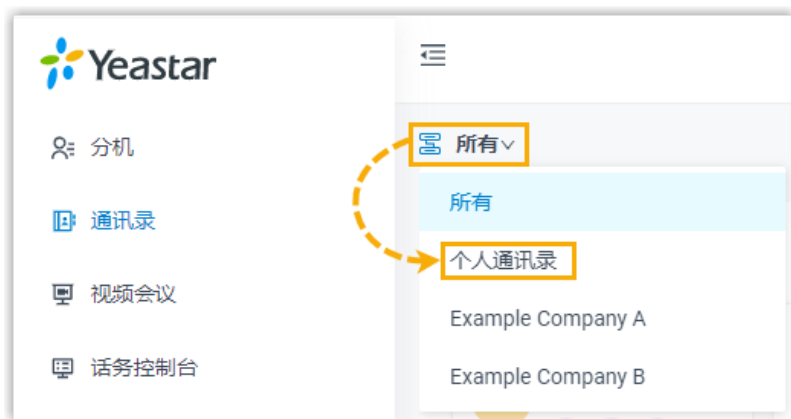 Yeastar
分机
通讯录
视频会议
话务控制台
所有
所有
个人通讯录
Example Company A
Example Company B